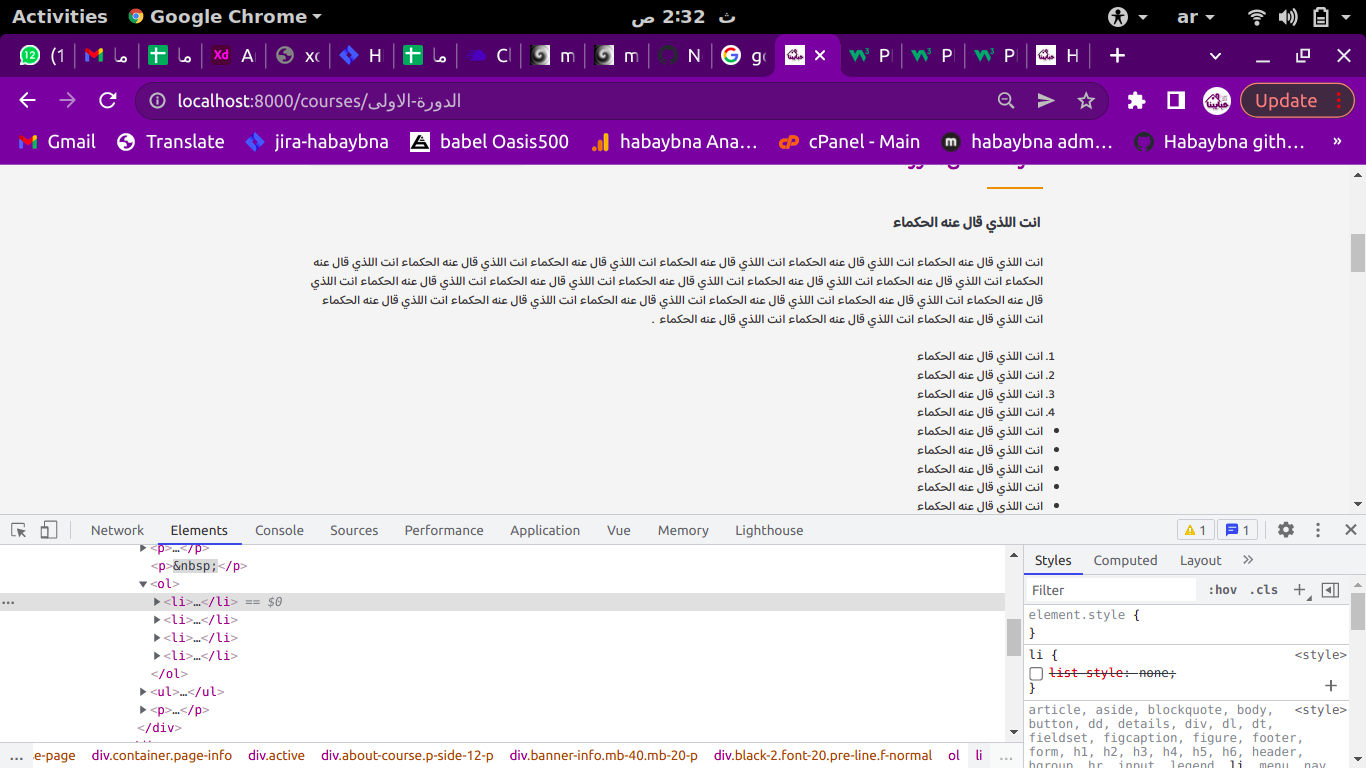 Activities
Google Chrome
ث 2:32 ص
ar
(1
ما
ما
H
ما
m
m
N
H
localhost:8000/courses/الدورة-الاولى
Update
Gmail
Translate
jira-habaybna
babel Oasis500
habaybna Ana...
cPanel - Main
habaybna adm...
Habaybna gith...
»
انت اللذي قال عنه الحكماء
انت اللذي قال عنه الحكماء انت اللذي قال عنه الحكماء انت اللذي قال عنه الحكماء انت اللذي قال عنه الحكماء انت اللذي قال عنه الحكماء انت اللذي قال عنه
الحكماء انت اللذي قال عنه الحكماء انت اللذي قال عنه الحكماء انت اللذي قال عنه الحكماء انت اللذي قال عنه الحكماء انت اللذي قال عنه الحكماء انت اللذي
قال عنه الحكماء انت اللذي قال عنه الحكماء انت اللذي قال عنه الحكماء انت اللذي قال عنه الحكماء انت اللذي قال عنه الحكماء انت اللذي قال عنه الحكماء
انت اللذي قال عنه الحكماء انت اللذي قال عنه الحكماء انت اللذي قال عنه الحكماء .
1. انت اللذي قال عنه الحكماء
2. انت اللذي قال عنه الحكماء
3. انت اللذي قال عنه الحكماء
4. انت اللذي قال عنه الحكماء
• انت اللذي قال عنه الحكماء
• انت اللذي قال عنه الحكماء
• انت اللذي قال عنه الحكماء
• انت اللذي قال عنه الحكماء
• انت اللذي قال عنه الحكماء
Network
Elements
Console
Sources
Performance
Application
Vue
Memory
Lighthouse
1
1
<p>…</p>
<p>&nbsp;</p>
<ol>
<li>…</li> == $0
<li>…</li>
<li>…</li>
<li>…</li>
</ol>
<ul>…</ul>
<p>…</p>
</div>
... e-page
div.container.page-info
div.active
div.about-course.p-side-12-p
div.banner-info.mb-40.mb-20-p
div.black-2.font-20.pre-line.f-normal
ol
li
...
Styles
Computed
Layout
»
Filter
:hov
.cls
+
element.style {
}
li {
<style>
list-style: none;
}
article, aside, blockquote, body,
<style>
button, dd, details, div, dl, dt,
fieldset, figcaption, figure, footer,
form, h1, h2, h3, h4, h5, h6, header,
hgroup, hr, input, legend, li, menu, nav,